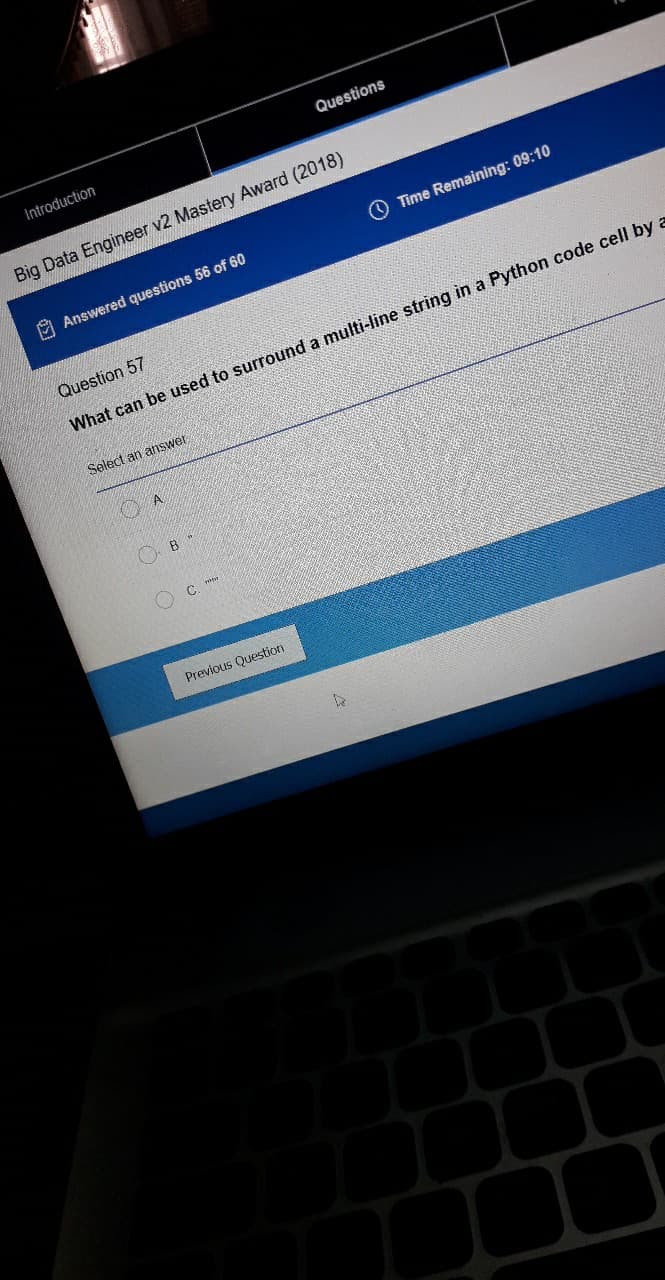 Introduction
Questions
Big Data Engineer v2 Mastery Award (2018)
Answered questions 56 of 60
Time Remaining: 09:10
Question 57
What can be used to surround a multi-line string in a Python code cell by a
Select an answer
A
B "
C. """
Previous Question